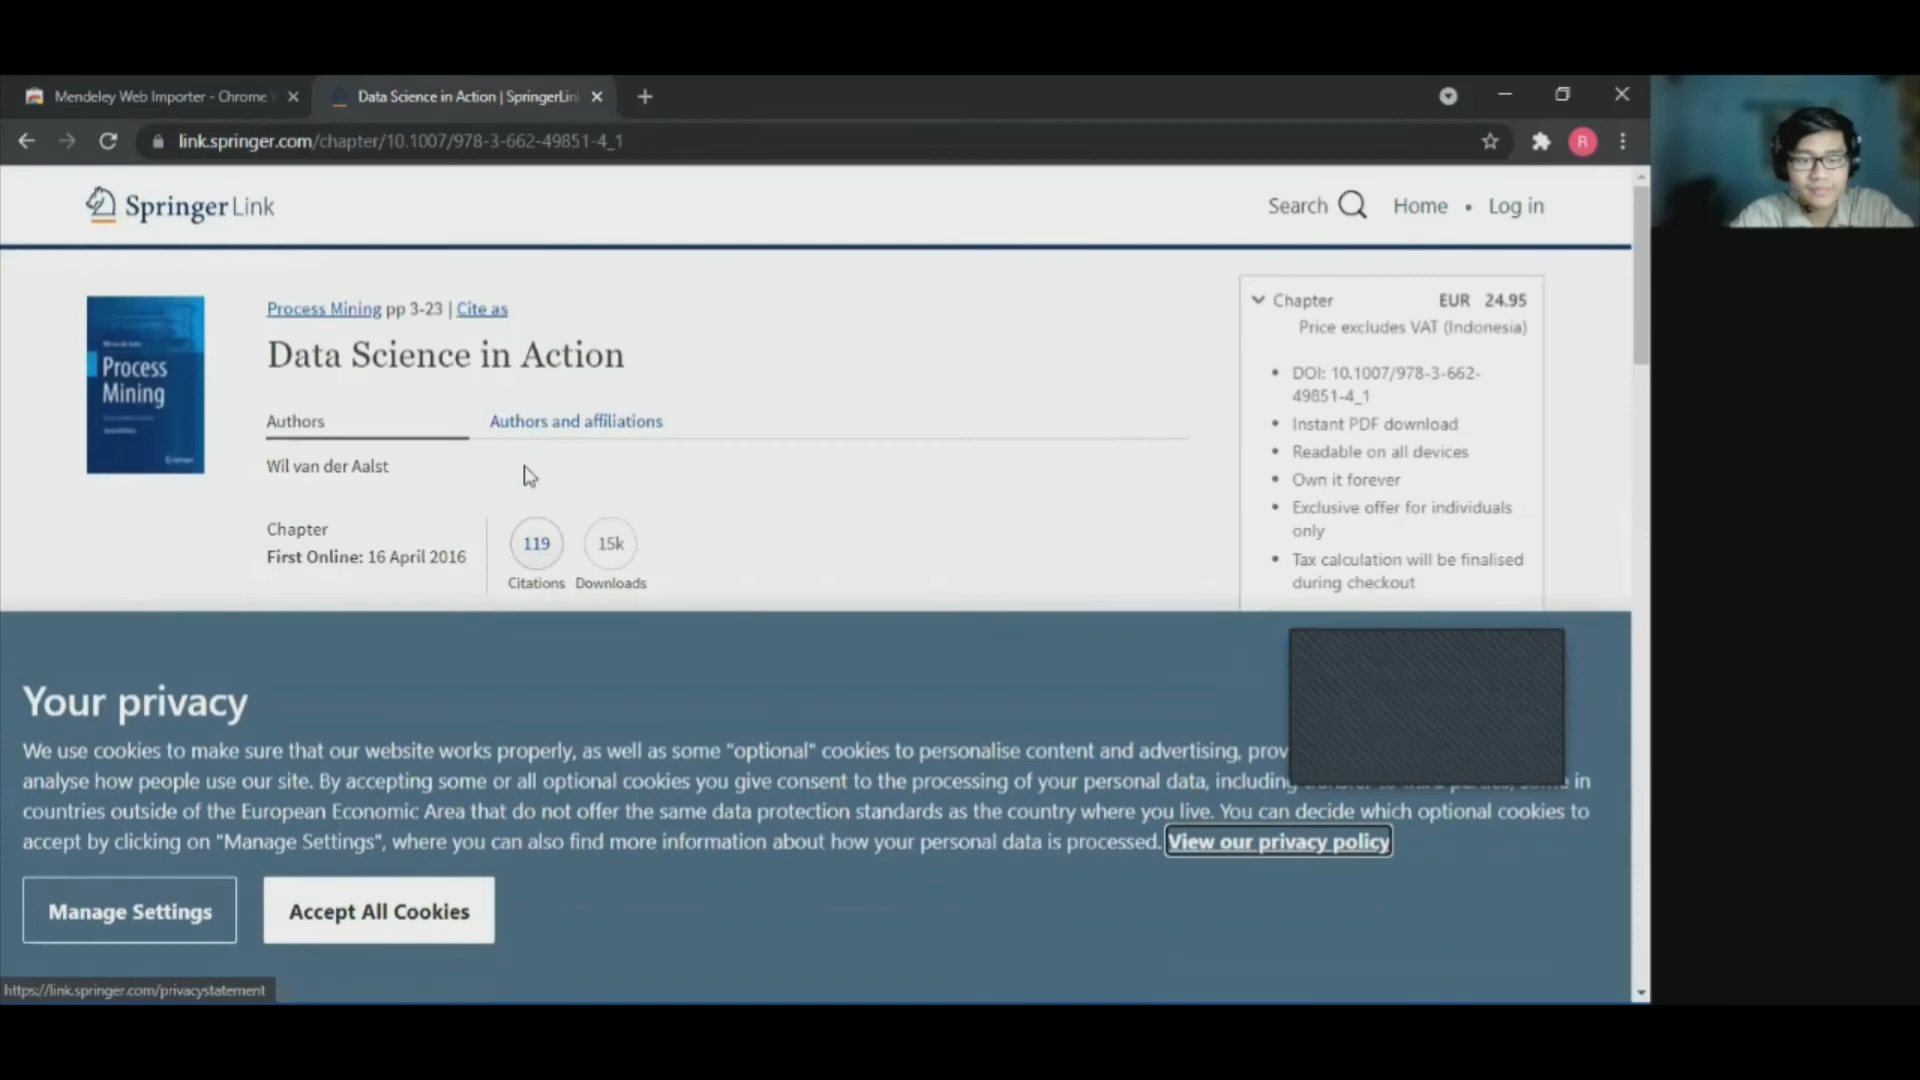 Mendeley Web Importer - Chrome
Data Science in Action | SpringerLin
link.springer.com/chapter/10.1007/978-3-662-49851-4_1
R
Springer Link
Search
Home • Log in
Process Mining
Process Mining pp 3-23 | Cite as
Data Science in Action
Authors
Authors and affiliations
Wil van der Aalst
Chapter
First Online: 16 April 2016
119
Citations
15k
Downloads
Chapter EUR 24.95
Price excludes VAT (Indonesia)
• DOI: 10.1007/978-3-662-
49851-4_1
• Instant PDF download
• Readable on all devices
• Own it forever
• Exclusive offer for individuals
only
• Tax calculation will be finalised
during checkout
Your privacy
We use cookies to make sure that our website works properly, as well as some "optional" cookies to personalise content and advertising, prov
analyse how people use our site. By accepting some or all optional cookies you give consent to the processing of your personal data, including in
countries outside of the European Economic Area that do not offer the same data protection standards as the country where you live. You can decide which optional cookies to
accept by clicking on "Manage Settings", where you can also find more information about how your personal data is processed. View our privacy policy
Manage Settings
Accept All Cookies
https://link.springer.com/privacystatement